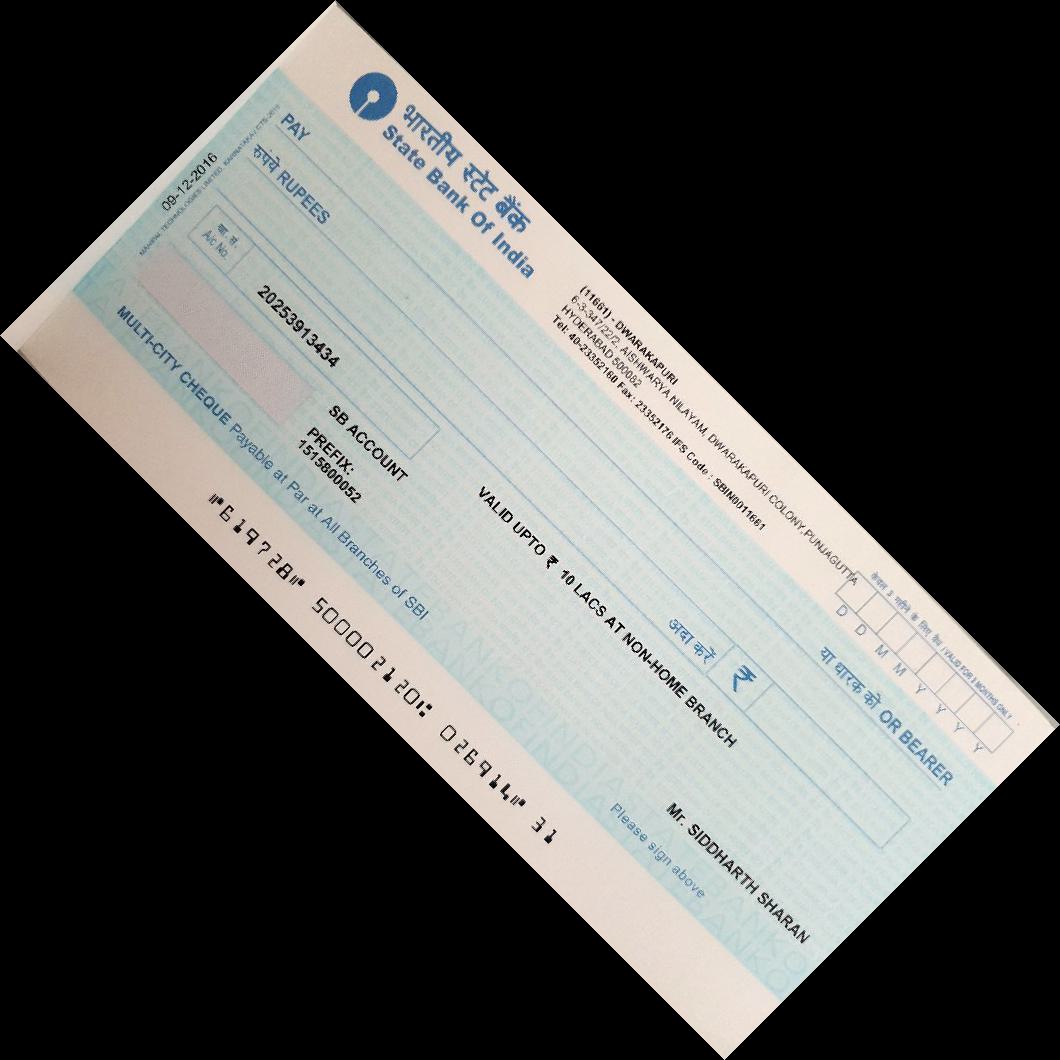 भारतीय स्टेट बैंक
State Bank Of India
(11661) - DWARAKAPURI
6-3-347/22/2, AISHWARYA NILAYAM, DWARAKAPURI COLONY,PUNJAGUTTA
HYDERABAD 500082
Tel: 40-23352160 Fax: 23352176 IFS Code : SBIN0011661
केवल 3 महीने के लिए वैध / VALID FOR 3 MONTHS ONLY
D D M M Y Y Y Y
PAY
या धारक को OR BEARER
रुपये RUPEES
अदा करें ₹
खा. सं.
A/c No.
20253913434
SB ACCOUNT
VALID UPTO ₹ 10 LACS AT NON-HOME BRANCH
PREFIX:
1515800052
09-12-2016
MANIPAL TECHNOLOGIES LIMITED, KARNATAKA / CTS-2010
Mr. SIDDHARTH SHARAN
MULTI-CITY CHEQUE Payable at Par at All Branches of SBI
Please sign above
⑈619728⑈ 500002120⑆ 026914⑈ 31